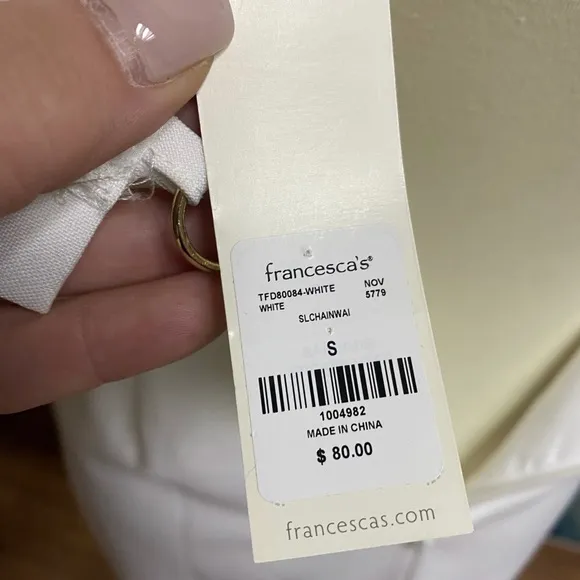 francesca's®
TFD80084-WHITE NOV
WHITE 5779
SLCHAINWAI
S
1004982
MADE IN CHINA
$ 80.00
francescas.com